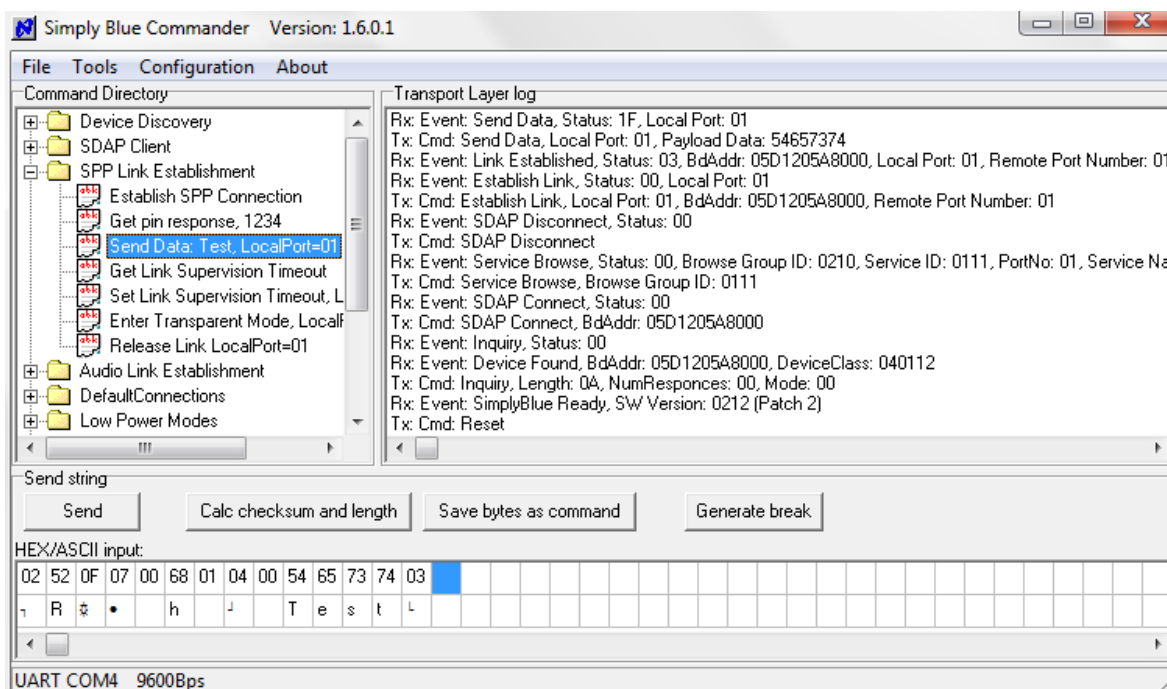 Simply Blue Commander Version: 1.6.0.1
File Tools Configuration About
Command Directory
Device Discovery
SDAP Client
SPP Link Establishment
Establish SPP Connection
Get pin response, 1234
Send Data: Test, LocalPort=01
Get Link Supervision Timeout
Set Link Supervision Timeout, L
Enter Transparent Mode, Local
Release Link LocalPort=01
Audio Link Establishment
DefaultConnections
Low Power Modes
Transport Layer log
Rx: Event: Send Data, Status: 1F, Local Port: 01
Tx: Cmd: Send Data, Local Port: 01, Payload Data: 54657374
Rx: Event: Link Established, Status: 03, BdAddr: 05D1205A8000, Local Port: 01, Remote Port Number: 01
Rx: Event: Establish Link, Status: 00, Local Port: 01
Tx: Cmd: Establish Link, Local Port: 01, BdAddr: 05D1205A8000, Remote Port Number: 01
Rx: Event: SDAP Disconnect, Status: 00
Tx: Cmd: SDAP Disconnect
Rx: Event: Service Browse, Status: 00, Browse Group ID: 0210, Service ID: 0111, PortNo: 01, Service Na
Tx: Cmd: Service Browse, Browse Group ID: 0111
Rx: Event: SDAP Connect, Status: 00
Tx: Cmd: SDAP Connect, BdAddr: 05D1205A8000
Rx: Event: Inquiry, Status: 00
Rx: Event: Device Found, BdAddr: 05D1205A8000, DeviceClass: 040112
Tx: Cmd: Inquiry, Length: 0A, NumResponces: 00, Mode: 00
Rx: Event: SimplyBlue Ready, SW Version: 0212 (Patch 2)
Tx: Cmd: Reset
Send string
Send Calc checksum and length Save bytes as command Generate break
HEX/ASCII input:
02 52 0F 07 00 68 01 04 00 54 65 73 74 03
R h T e s t
UART COM4 9600Bps